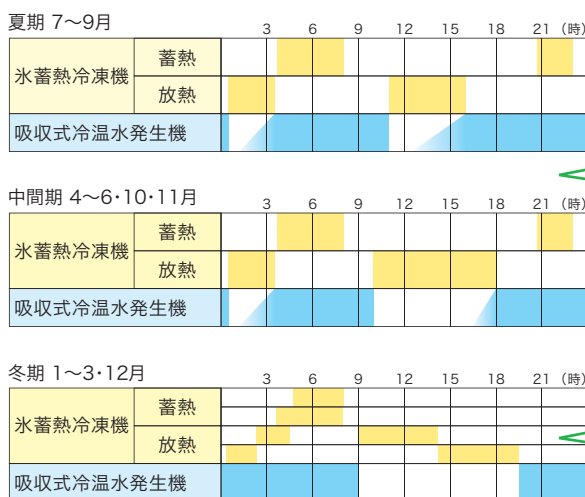 夏期 7〜9月
3 6 9 12 15 18 21 (時)
氷蓄熱冷凍機
蓄熱
放熱
吸収式冷温水発生機
中間期 4〜6・10・11月
3 6 9 12 15 18 21 (時)
氷蓄熱冷凍機
蓄熱
放熱
吸収式冷温水発生機
冬期 1〜3・12月
3 6 9 12 15 18 21 (時)
氷蓄熱冷凍機
蓄熱
放熱
吸収式冷温水発生機